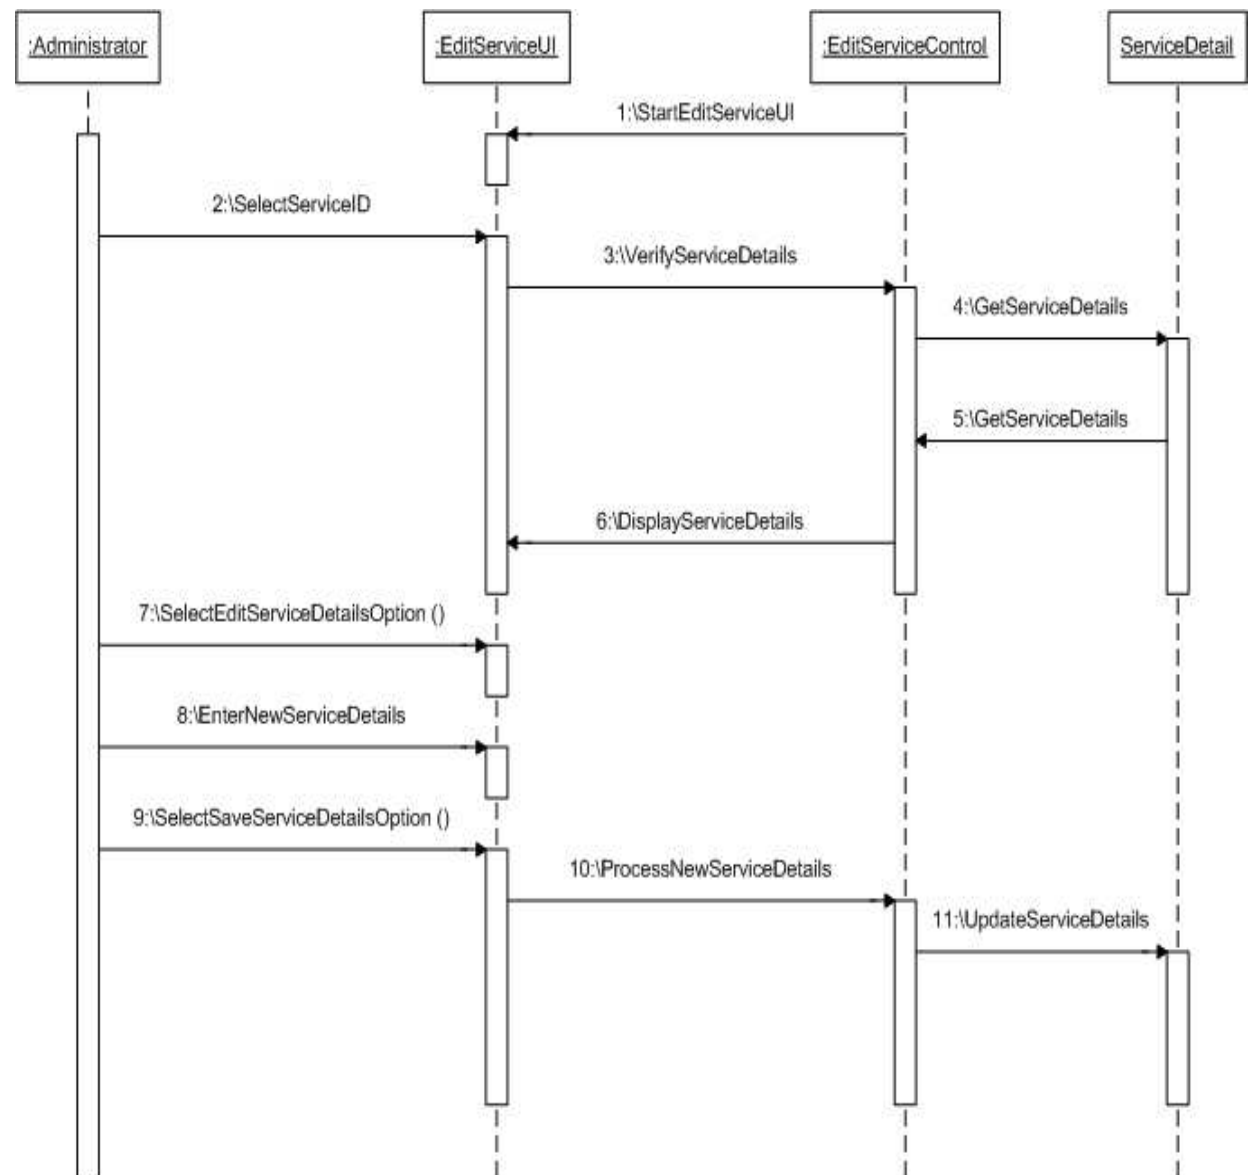 :Administrator
:EditServiceUI
:EditServiceControl
ServiceDetail
1:\StartEditServiceUI
2:\SelectServiceID
3:\VerifyServiceDetails
4:\GetServiceDetails
5:\GetServiceDetails
6:\DisplayServiceDetails
7:\SelectEditServiceDetailsOption ()
8:\EnterNewServiceDetails
9:\SelectSaveServiceDetailsOption ()
10:\ProcessNewServiceDetails
11:\UpdateServiceDetails